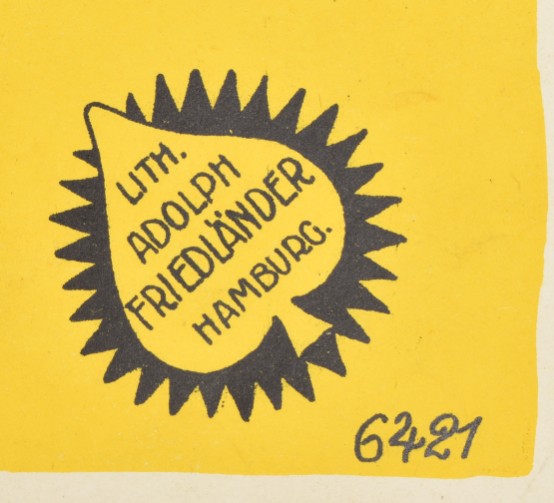 LITH.
ADOLPH
FRIEDLÄNDER
HAMBURG.
6421